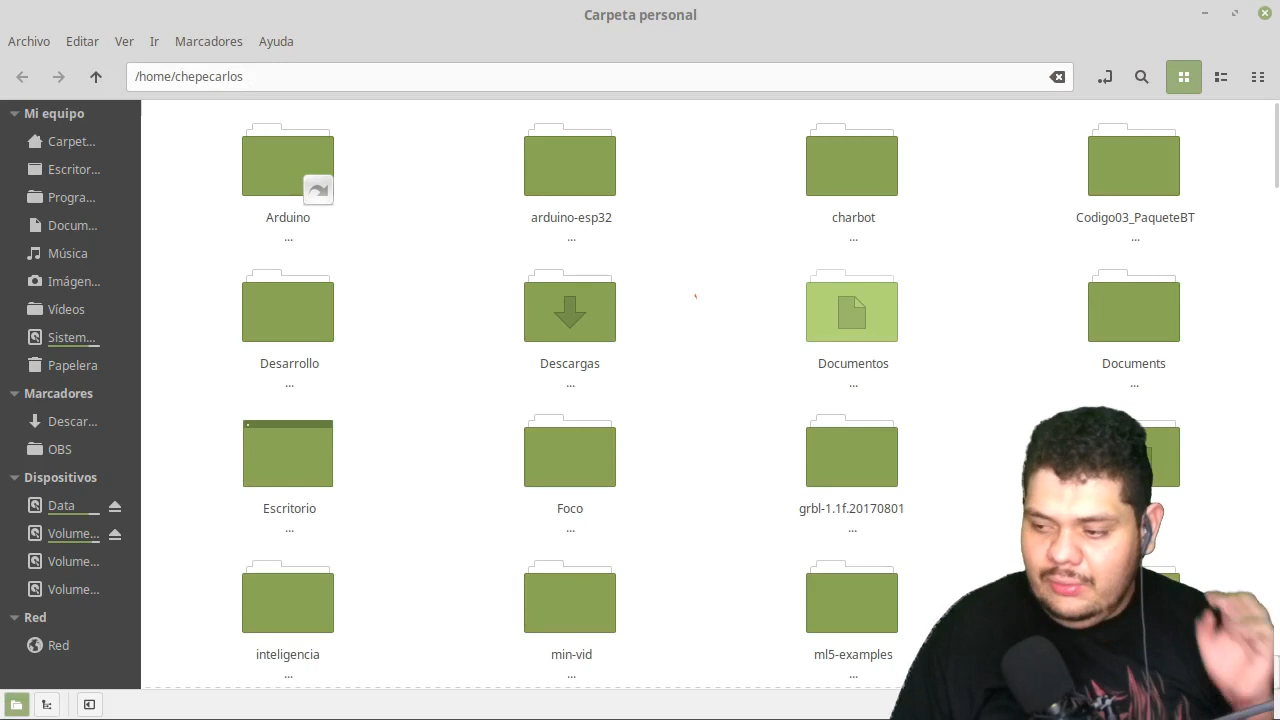 Carpeta personal
Archivo Editar Ver Ir Marcadores Ayuda
/home/chepecarlos
Mi equipo
Carpet...
Escritor...
Progra...
Docum...
Música
Imágen...
Vídeos
Sistem...
Papelera
Marcadores
Descar...
OBS
Dispositivos
Data
Volume...
Volume...
Volume...
Red
Red
Arduino arduino-esp32 charbot Codigo03_PaqueteBT
... ... ... ...
Desarrollo Descargas Documentos Documents
... ... ... ...
Escritorio Foco grbl-1.1f.20170801
... ... ...
inteligencia min-vid ml5-examples
... ... ...